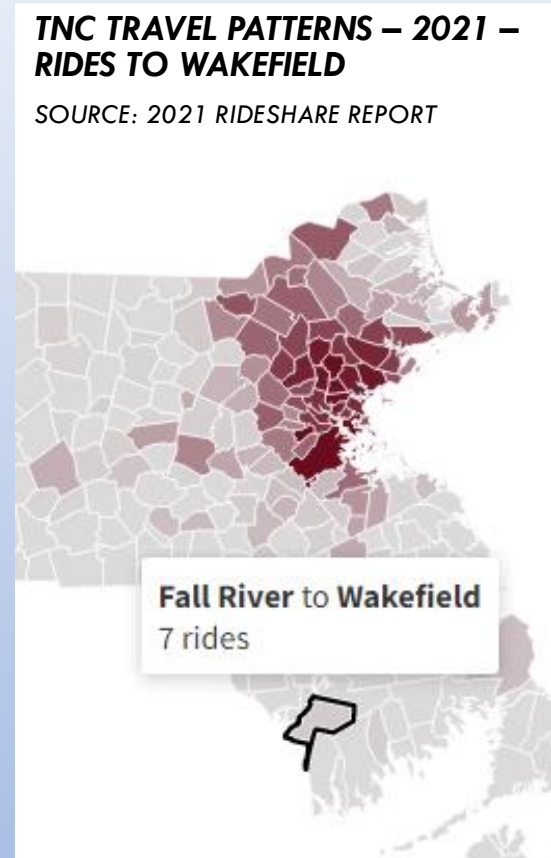 TNC TRAVEL PATTERNS – 2021 –
RIDES TO WAKEFIELD
SOURCE: 2021 RIDESHARE REPORT
Fall River to Wakefield
7 rides